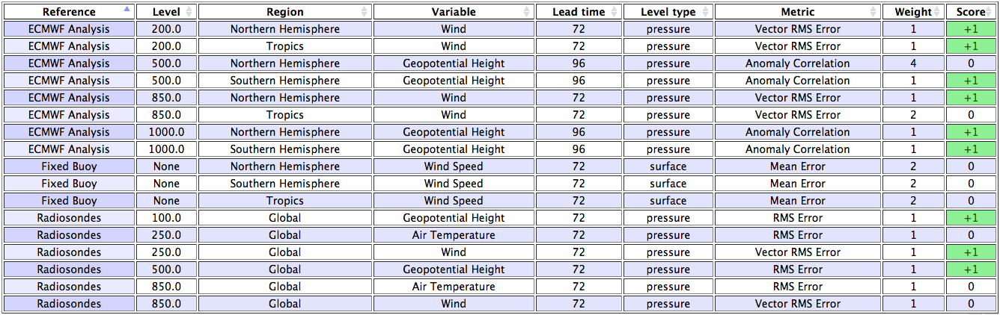 Reference Level Region Variable Lead time Level type Metric Weight Score
ECMWF Analysis 200.0 Northern Hemisphere Wind 72 pressure Vector RMS Error 1 +1
ECMWF Analysis 200.0 Tropics Wind 72 pressure Vector RMS Error 1 +1
ECMWF Analysis 500.0 Northern Hemisphere Geopotential Height 96 pressure Anomaly Correlation 4 0
ECMWF Analysis 500.0 Southern Hemisphere Geopotential Height 96 pressure Anomaly Correlation 1 +1
ECMWF Analysis 850.0 Northern Hemisphere Wind 72 pressure Vector RMS Error 1 +1
ECMWF Analysis 850.0 Tropics Wind 72 pressure Vector RMS Error 2 0
ECMWF Analysis 1000.0 Northern Hemisphere Geopotential Height 96 pressure Anomaly Correlation 1 +1
ECMWF Analysis 1000.0 Southern Hemisphere Geopotential Height 96 pressure Anomaly Correlation 1 +1
Fixed Buoy None Northern Hemisphere Wind Speed 72 surface Mean Error 2 0
Fixed Buoy None Southern Hemisphere Wind Speed 72 surface Mean Error 2 0
Fixed Buoy None Tropics Wind Speed 72 surface Mean Error 2 0
Radiosondes 100.0 Global Geopotential Height 72 pressure RMS Error 1 +1
Radiosondes 250.0 Global Air Temperature 72 pressure RMS Error 1 0
Radiosondes 250.0 Global Wind 72 pressure Vector RMS Error 1 +1
Radiosondes 500.0 Global Geopotential Height 72 pressure RMS Error 1 +1
Radiosondes 850.0 Global Air Temperature 72 pressure RMS Error 1 0
Radiosondes 850.0 Global Wind 72 pressure Vector RMS Error 1 0